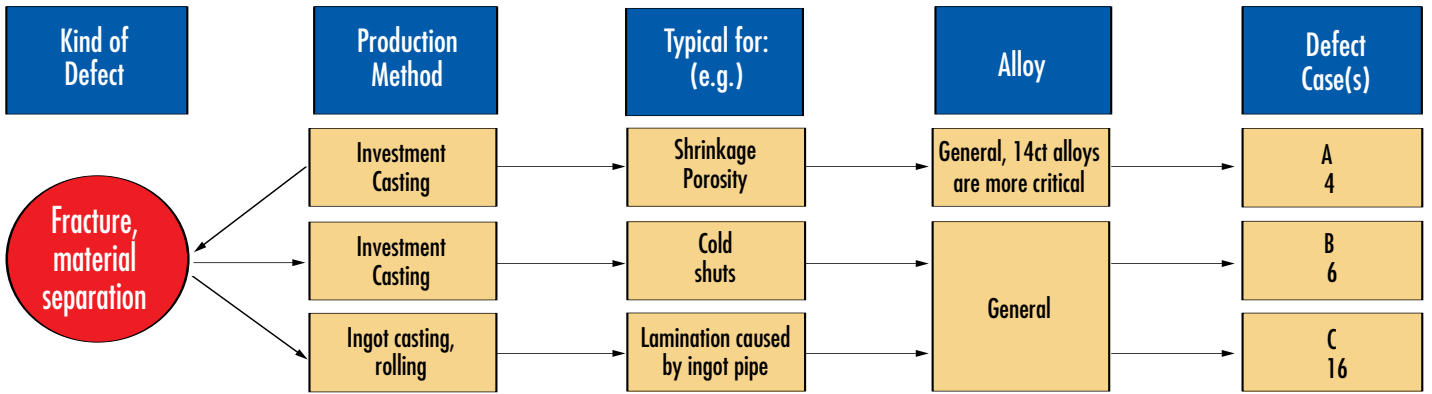 Kind of
Defect
Production
Method
Typical for:
(e.g.)
Alloy
Defect
Case(s)
Fracture,
material
separation
Investment
Casting
Shrinkage
Porosity
General, 14ct alloys
are more critical
A
4
Investment
Casting
Cold
shuts
General
B
6
Ingot casting,
rolling
Lamination caused
by ingot pipe
C
16